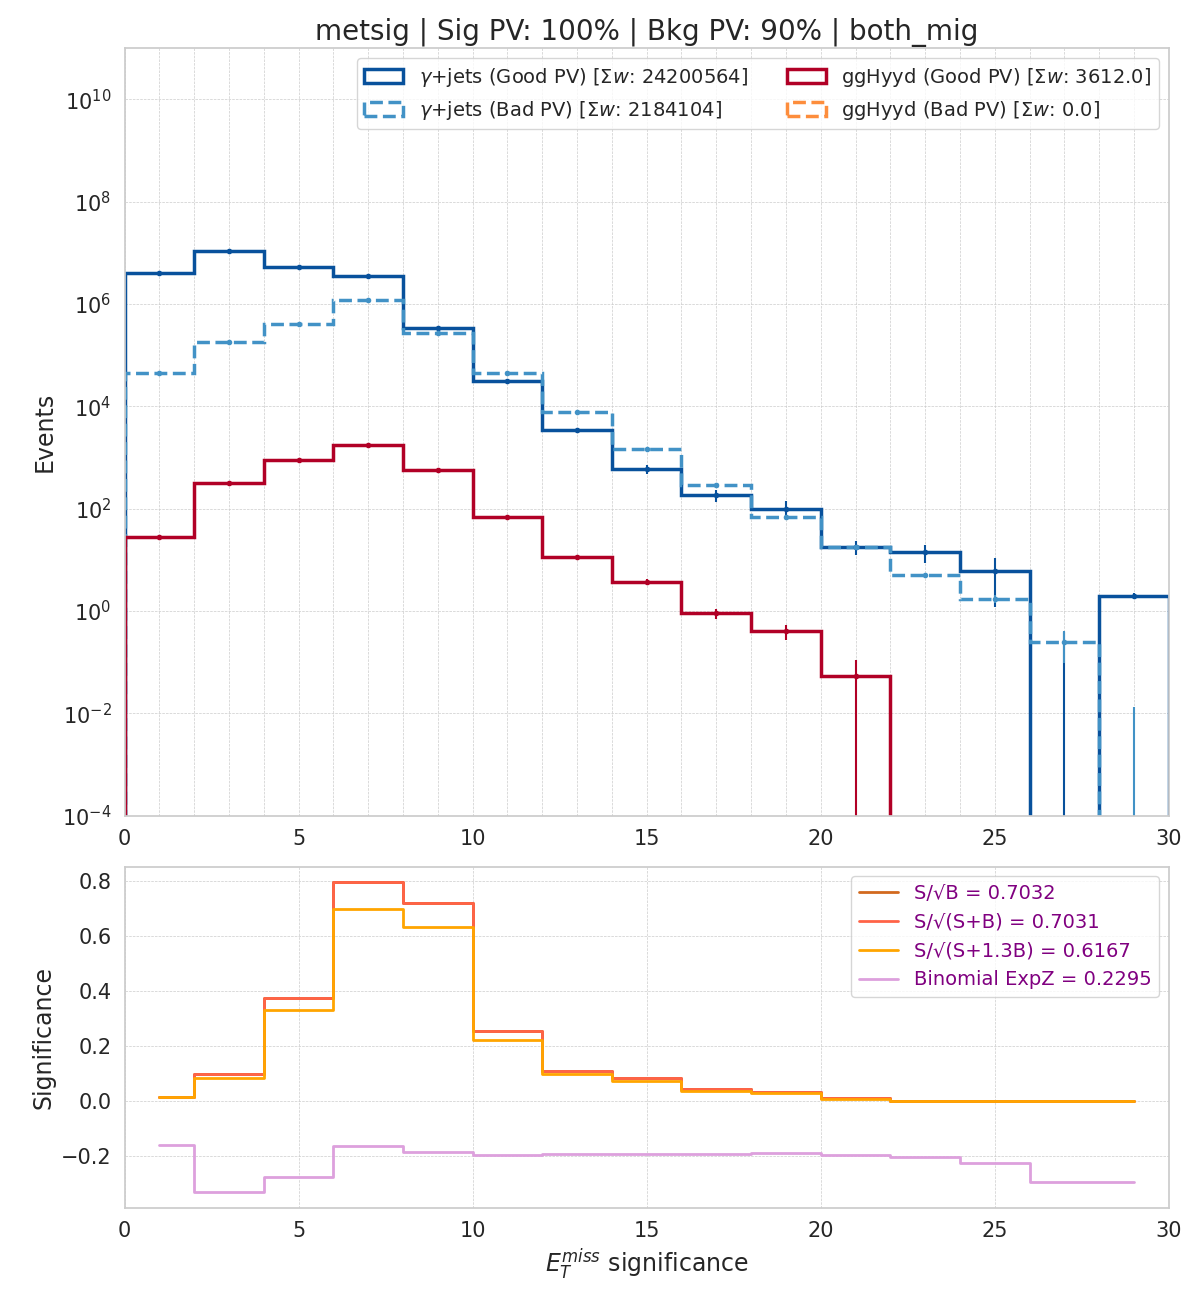 metsig | Sig PV: 100% | Bkg PV: 90% | both_mig
γ+jets (Good PV) [Σw: 24200564]
γ+jets (Bad PV) [Σw: 2184104]
ggHyyd (Good PV) [Σw: 3612.0]
ggHyyd (Bad PV) [Σw: 0.0]
Events
10^10
10^8
10^6
10^4
10^2
10^0
10^−2
10^−4
0 5 10 15 20 25 30
Significance
0.8
0.6
0.4
0.2
0.0
−0.2
S/√B = 0.7032
S/√(S+B) = 0.7031
S/√(S+1.3B) = 0.6167
Binomial ExpZ = 0.2295
0 5 10 15 20 25 30
E_T^miss significance